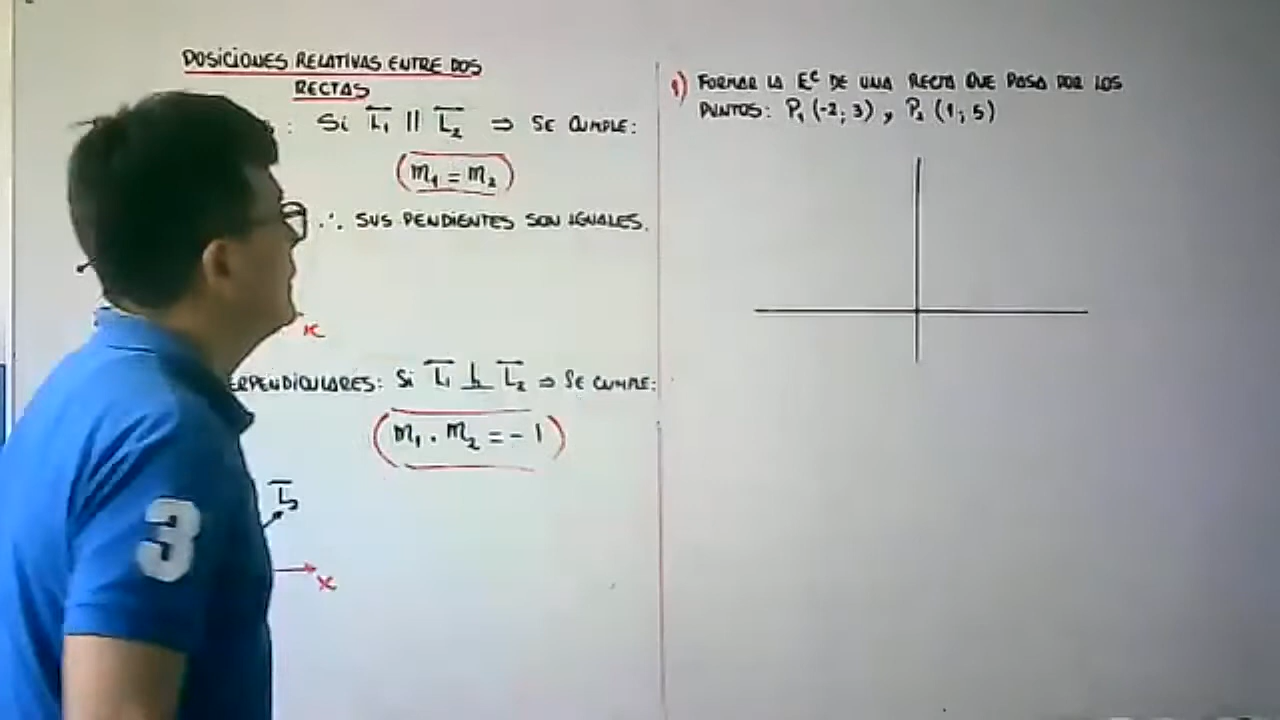 POSICIONES RELATIVAS ENTRE DOS
RECTAS
: Si L₁ || L₂ ⇒ SE CUMPLE:
m₁ = m₂
∴ SUS PENDIENTES SON IGUALES.
x
ERPENDICULARES: Si L₁ ⊥ L₂ ⇒ SE CUMPLE:
m₁ . m₂ = - 1
L₂
x
3
1) FORMAR LA Eᶜ DE UNA RECTA QUE PASA POR LOS
PUNTOS: P₁ (-2; 3) y P₂ (1; 5)